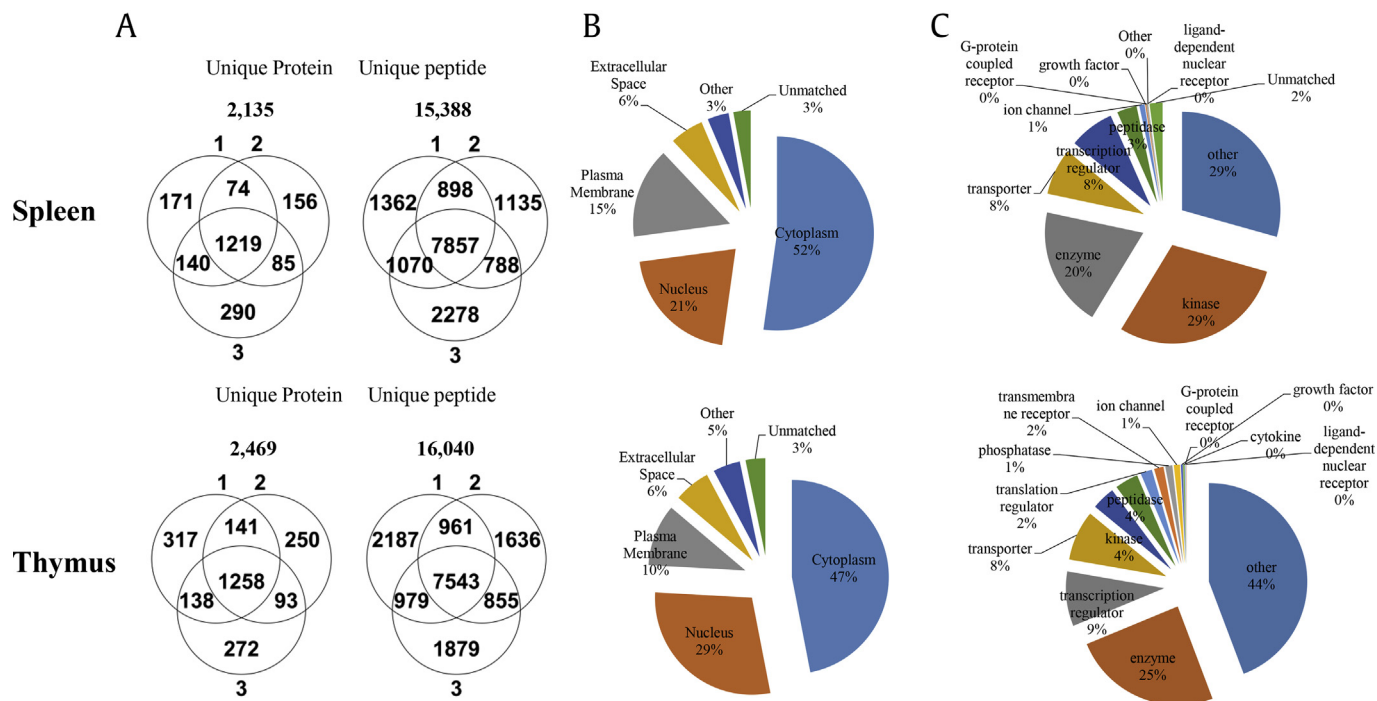 A
B
C
Unique Protein
Unique peptide
2,135
15,388
Spleen
1
2
171
74
156
1219
140
85
290
3
1
2
1362
898
1135
7857
1070
788
2278
3
Extracellular
Space
6%
Other
3%
Unmatched
3%
Plasma
Membrane
15%
Cytoplasm
52%
Nucleus
21%
G-protein
coupled
receptor
0%
Other
0%
growth factor
0%
ligand-
dependent
nuclear
receptor
0%
Unmatched
2%
ion channel
1%
peptidase
3%
transcription
regulator
8%
transporter
8%
other
29%
enzyme
20%
kinase
29%
Unique Protein
Unique peptide
2,469
16,040
Thymus
1
2
317
141
250
1258
138
93
272
3
1
2
2187
961
1636
7543
979
855
1879
3
Other
5%
Unmatched
3%
Extracellular
Space
6%
Plasma
Membrane
10%
Cytoplasm
47%
Nucleus
29%
transmembra
ne receptor
2%
ion channel
1%
G-protein
coupled
receptor
0%
growth factor
0%
cytokine
0%
ligand-
dependent
nuclear
receptor
0%
phosphatase
1%
translation
regulator
2%
peptidase
4%
kinase
4%
transporter
8%
transcription
regulator
9%
other
44%
enzyme
25%